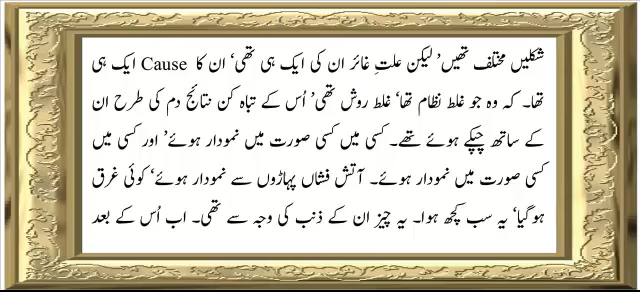 شکلیں مختلف تھیں’ لیکن علتِ غائر ان کی ایک ہی تھی‘ ان کا Cause ایک ہی
تھا۔ کہ وہ جو غلط نظام تھا‘ غلط روش تھی’ اُس کے تباہ کن نتائج دم کی طرح ان
کے ساتھ چپکے ہوئے تھے۔ کسی میں کسی صورت میں نمودار ہوئے’ اور کسی میں
کسی صورت میں نمودار ہوئے۔ آتش فشاں پہاڑوں سے نمودار ہوئے‘ کوئی غرق
ہوگیا‘ یہ سب کچھ ہوا۔ یہ چیز ان کے ذنب کی وجہ سے تھی۔ اب اُس کے بعد